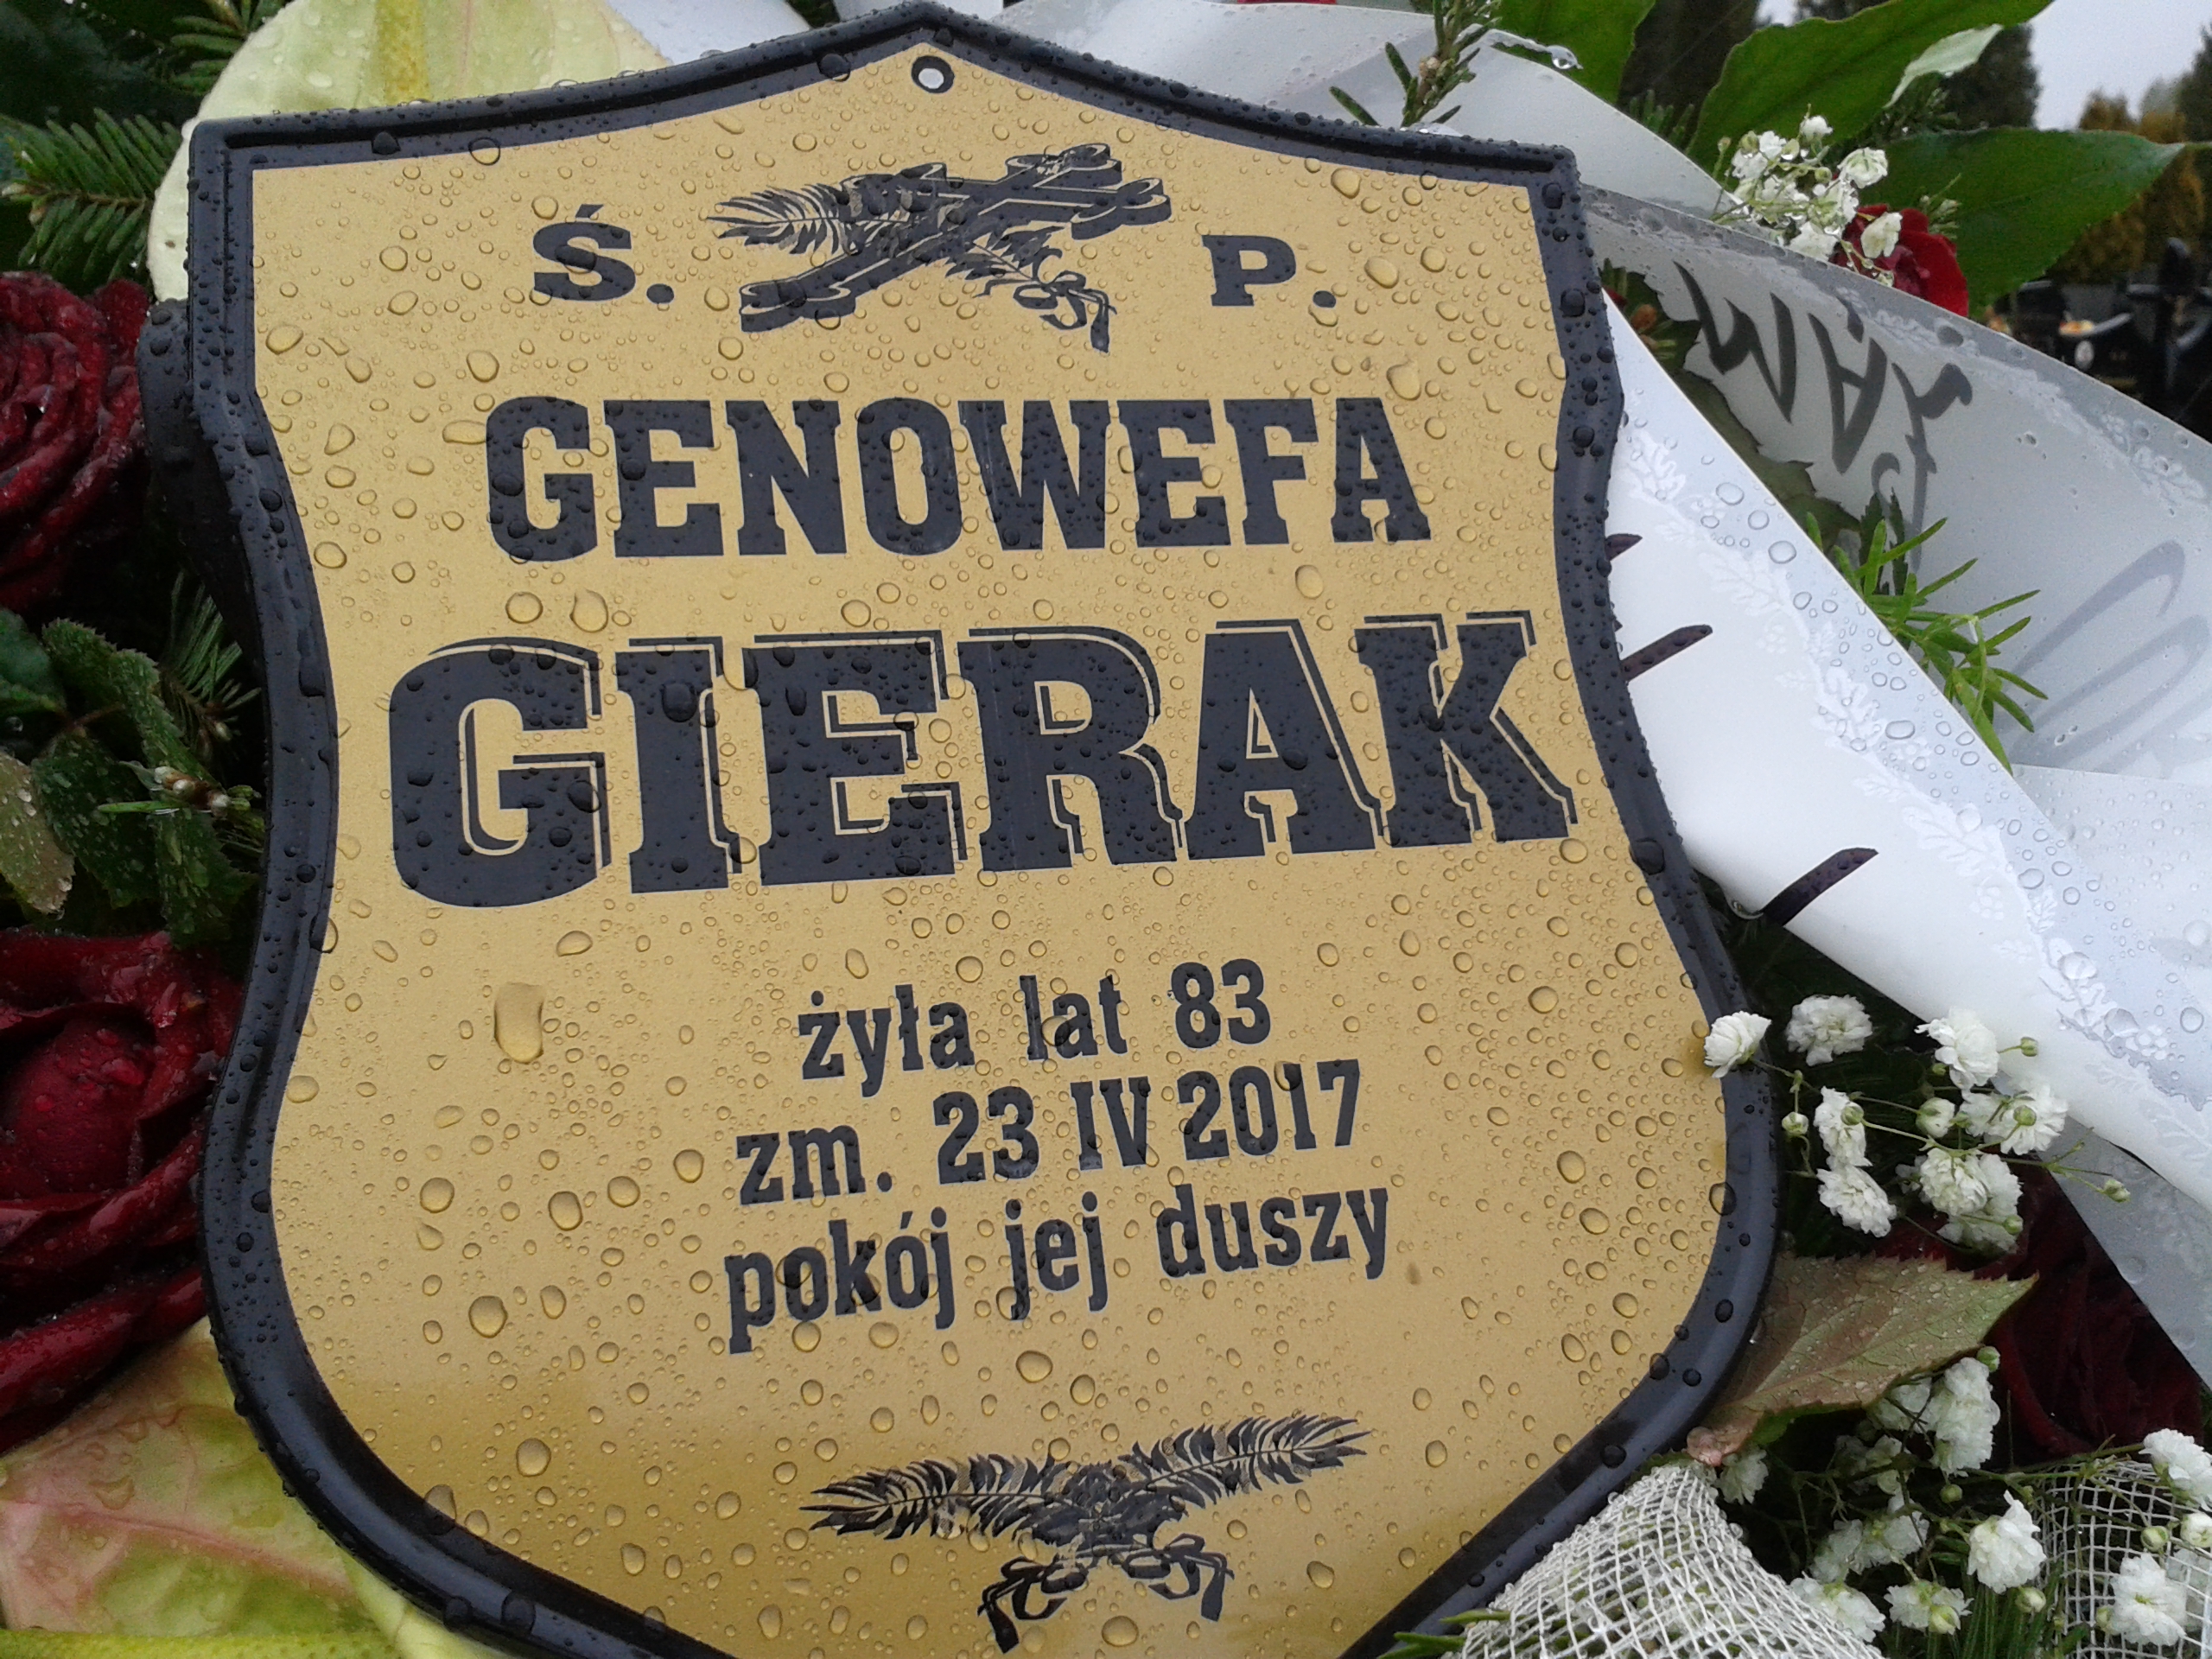 Ś. P.
GENOWEFA
GIERAK
żyła lat 83
zm. 23 IV 2017
pokój jej duszy